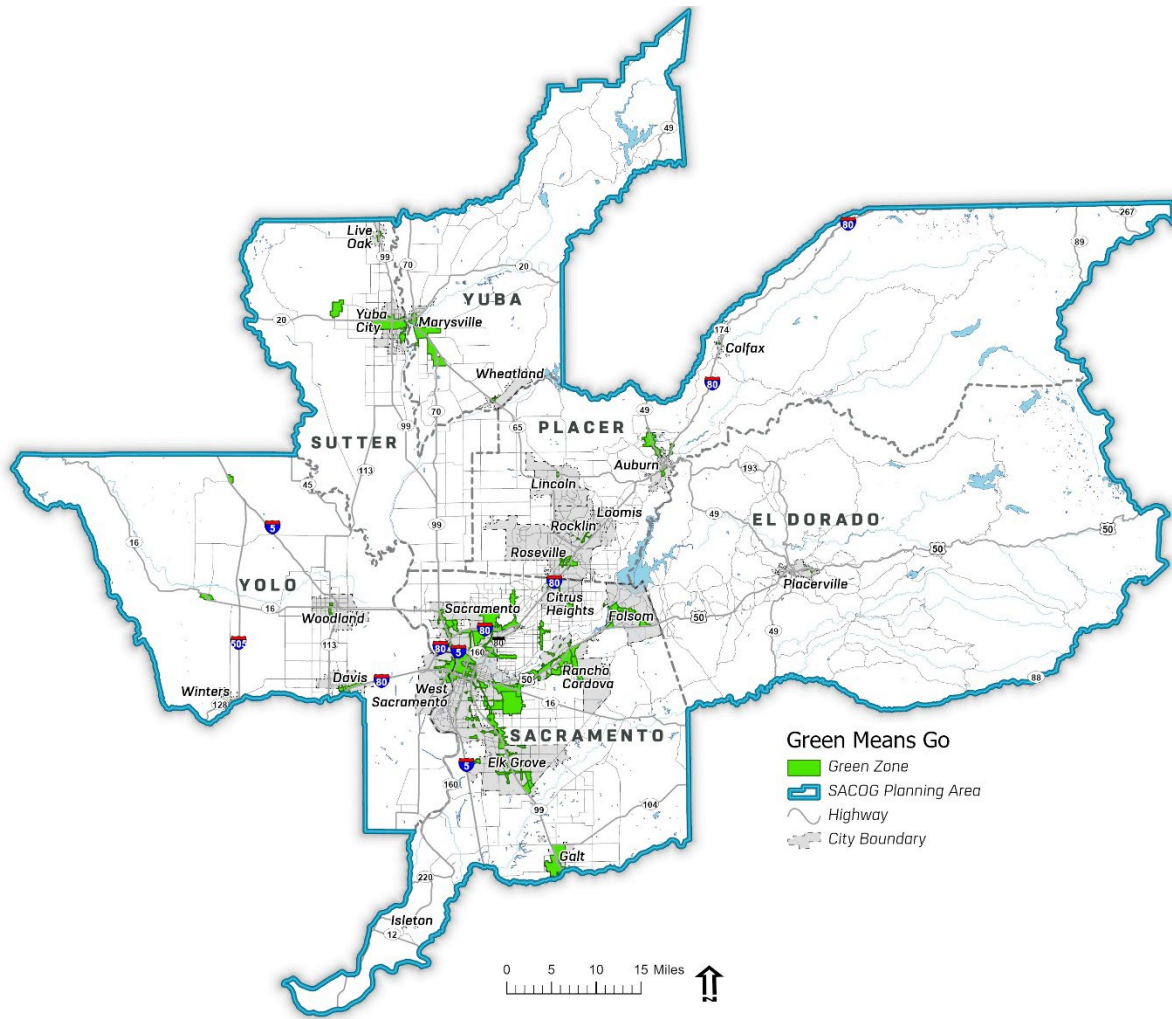 49
267
80
89
Live
Oak
99
70
20
YUBA
Yuba
City
Marysville
20
174
Colfax
80
Wheatland
70
99
49
65
PLACER
SUTTER
Auburn
113
45
193
Lincoln
Loomis
5
49
EL DORADO
Rocklin
50
99
16
Roseville
50
80
Placerville
YOLO
Citrus
Heights
Sacramento
Folsom
16
Woodland
50
80
80
505
113
80
5
160
49
Rancho
Cordova
Davis
80
50
88
Winters
128
West
Sacramento
16
SACRAMENTO
Elk Grove
5
160
104
99
Galt
220
Isleton
12
Green Means Go
Green Zone
SACOG Planning Area
Highway
City Boundary
0 5 10 15 Miles
N